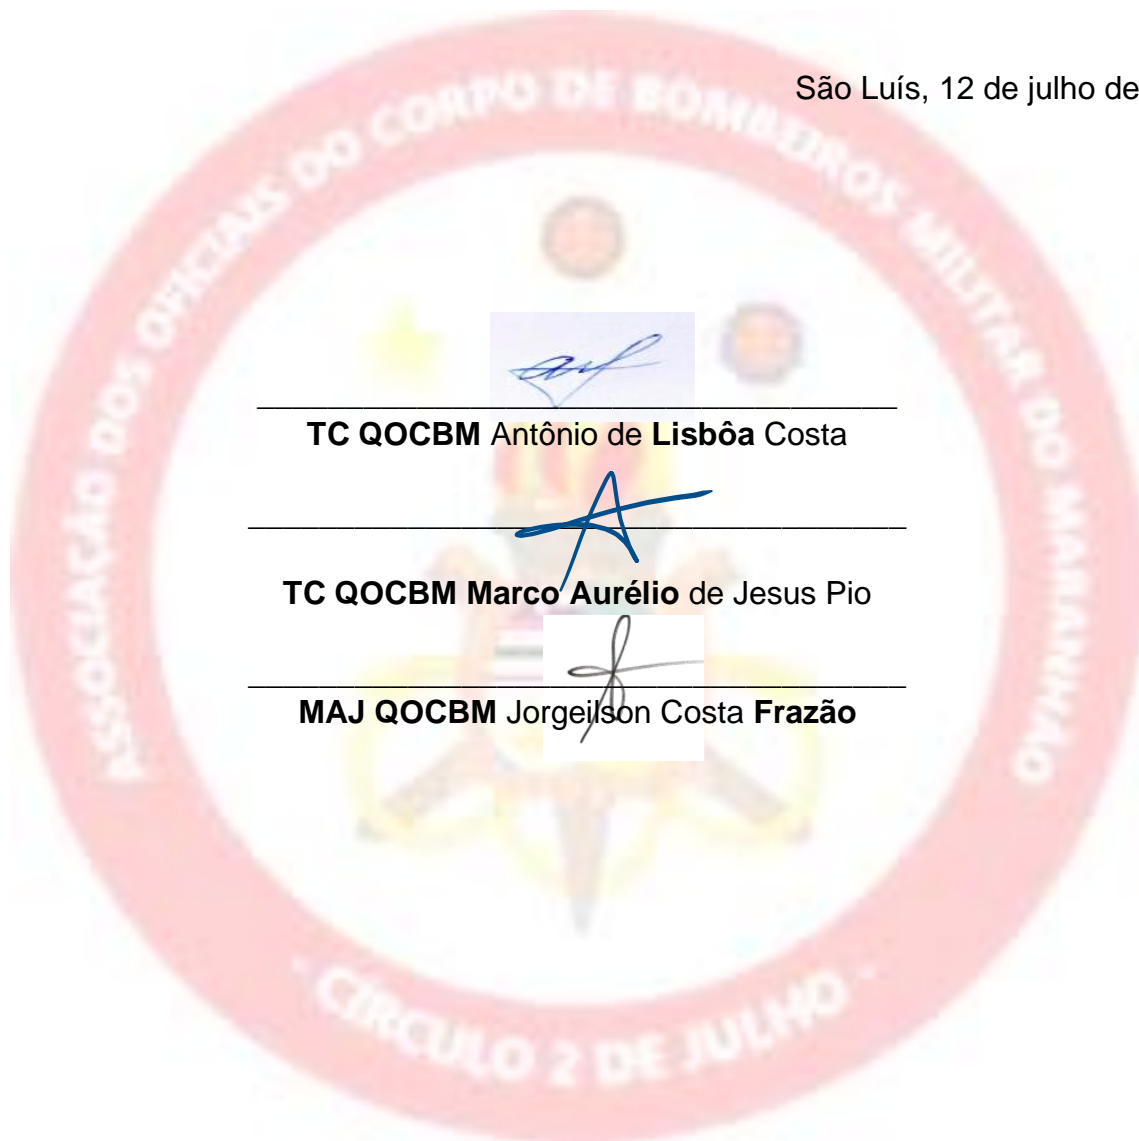 São Luís, 12 de julho de
ASSOCIAÇÃO DOS OFICIAIS DO CORPO DE BOMBEIROS MILITAR DO MARANHÃO
TC QOCBM Antônio de Lisbôa Costa
TC QOCBM Marco Aurélio de Jesus Pio
MAJ QOCBM Jorgeilson Costa Frazão
- CÍRCULO 2 DE JULHO -